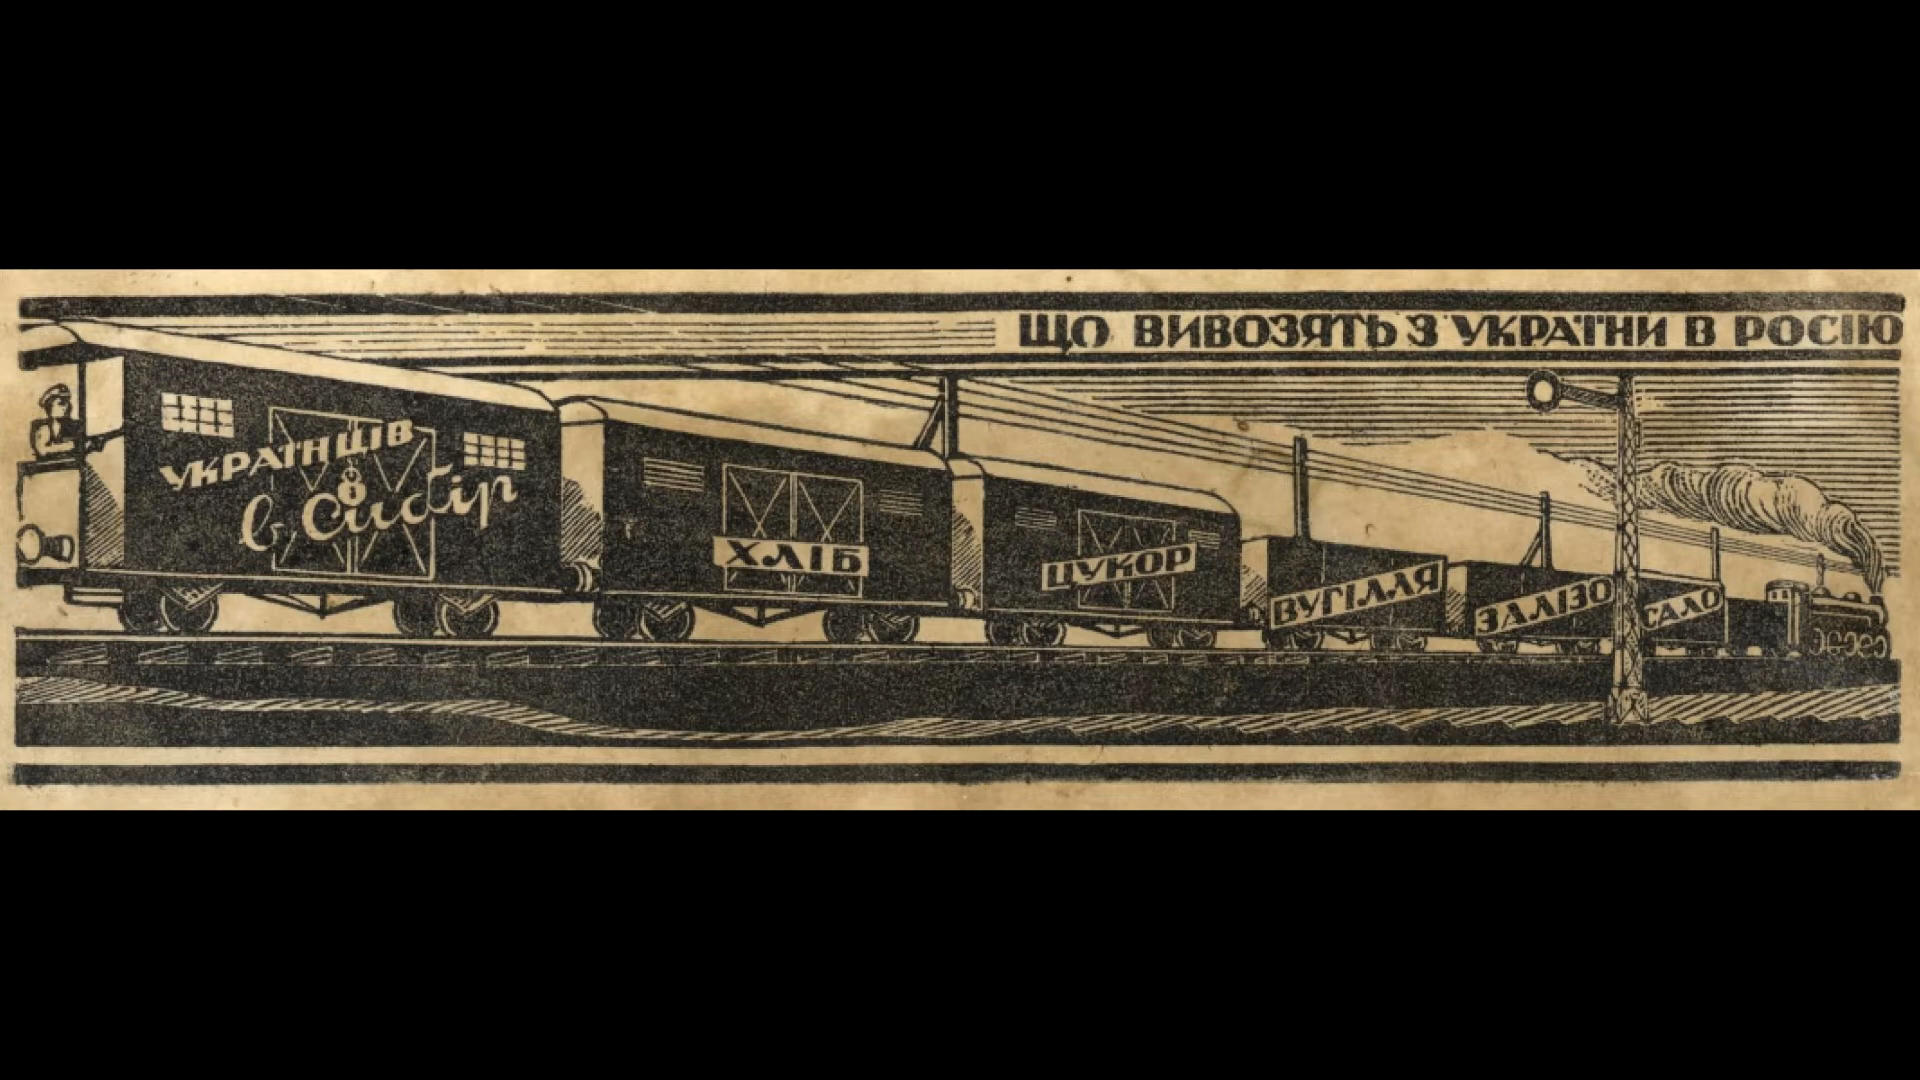 ЩО ВИВОЗЯТЬ З УКРАЇНИ В РОСІЮ
УКРАЇНЦІВ
в Сибір
ХЛІБ
ЦУКОР
ВУГІЛЛЯ
ЗАЛІЗО
САЛО